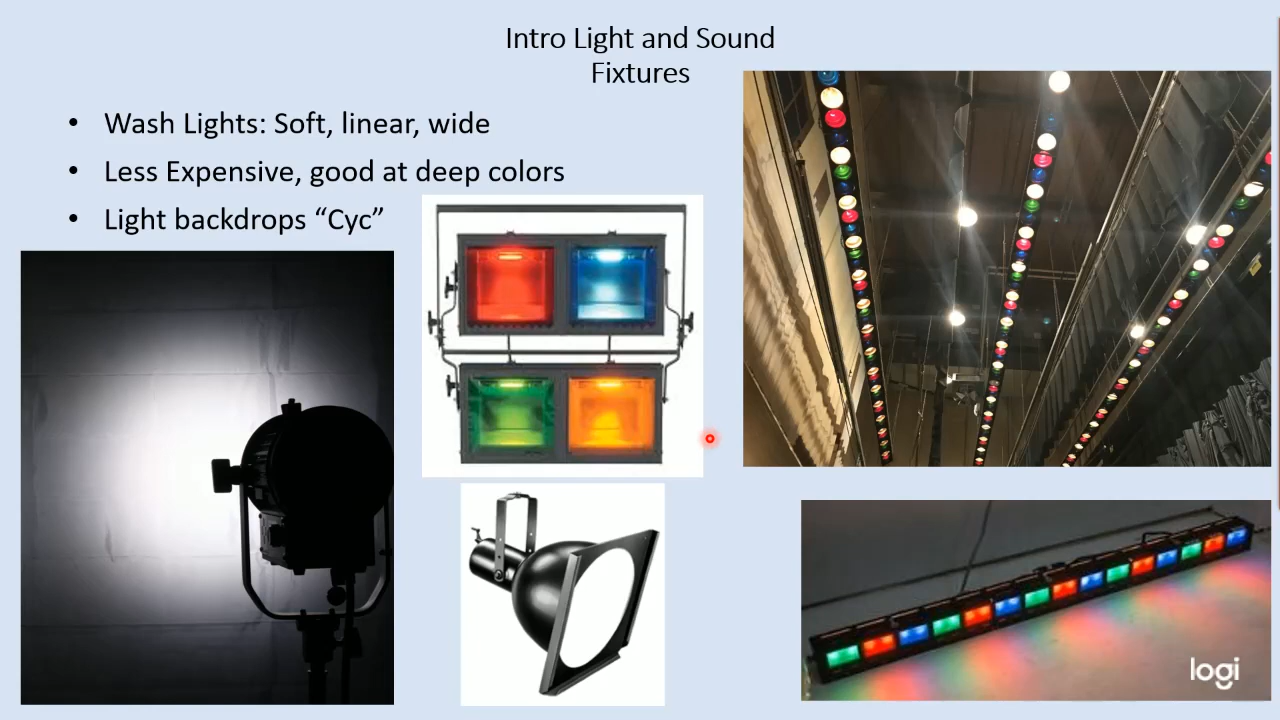 Intro Light and Sound
Fixtures
• Wash Lights: Soft, linear, wide
• Less Expensive, good at deep colors
• Light backdrops “Cyc”
logi